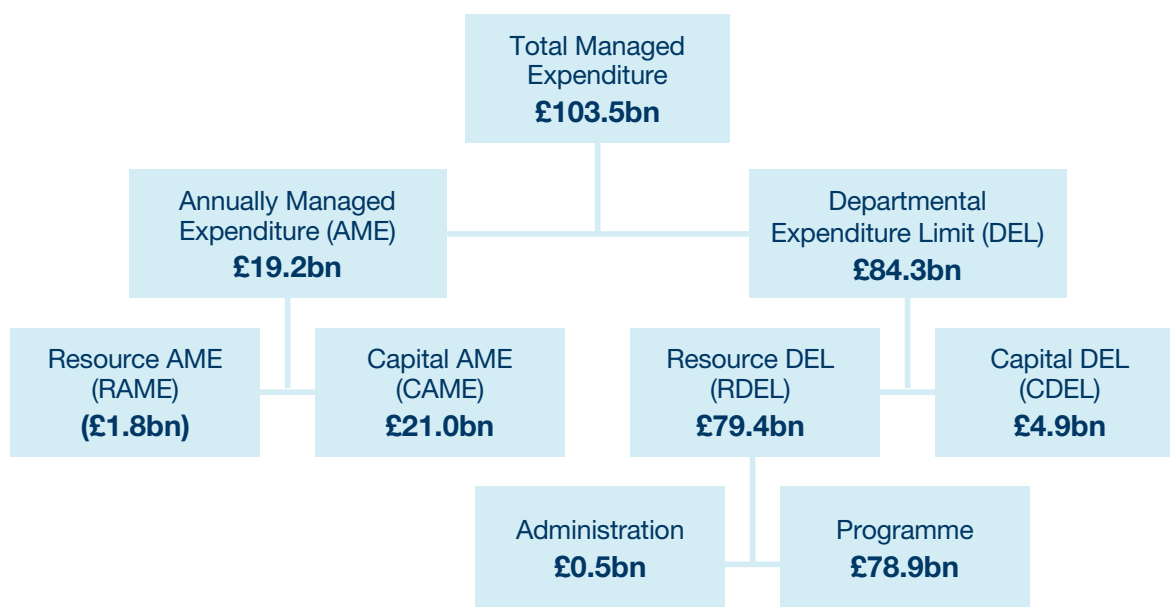 Total Managed
Expenditure
£103.5bn
Annually Managed
Expenditure (AME)
£19.2bn
Departmental
Expenditure Limit (DEL)
£84.3bn
Resource AME
(RAME)
(£1.8bn)
Capital AME
(CAME)
£21.0bn
Resource DEL
(RDEL)
£79.4bn
Capital DEL
(CDEL)
£4.9bn
Administration
£0.5bn
Programme
£78.9bn